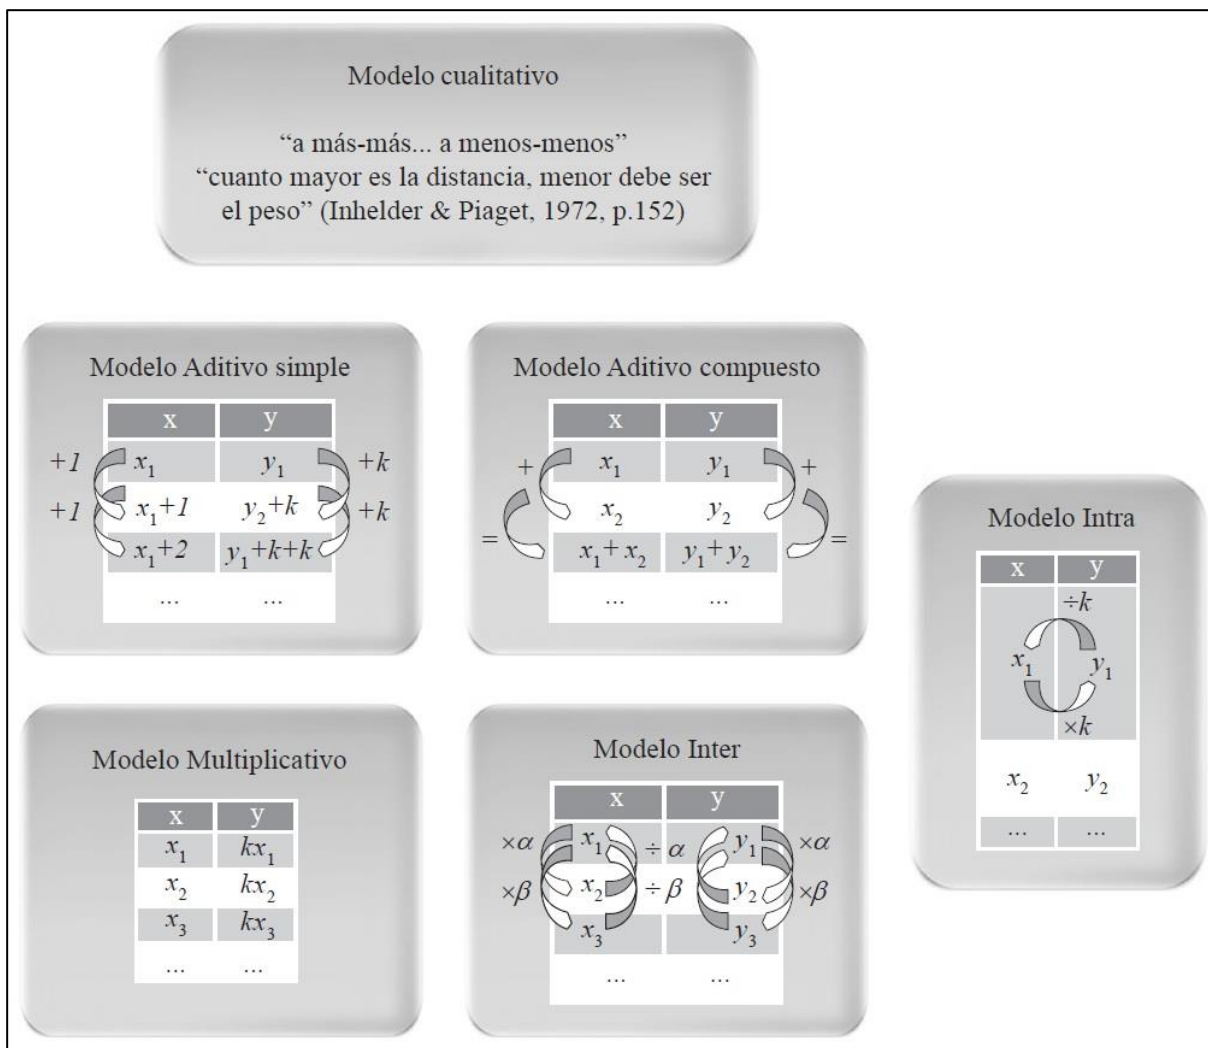 Modelo cualitativo
“a más-más... a menos-menos”
“cuanto mayor es la distancia, menor debe ser
el peso” (Inhelder & Piaget, 1972, p.152)
Modelo Aditivo simple
x y
+1 x₁ y₁ +k
+1 x₁+1 y₂+k +k
x₁+2 y₁+k+k
... ...
Modelo Aditivo compuesto
x y
+ x₁ y₁ +
x₂ y₂
= x₁+x₂ y₁+y₂ =
... ...
Modelo Intra
x y
÷k
x₁ y₁
×k
x₂ y₂
... ...
Modelo Multiplicativo
x y
x₁ kx₁
x₂ kx₂
x₃ kx₃
... ...
Modelo Inter
x y
×α x₁ ÷ α y₁ ×α
×β x₂ ÷ β y₂ ×β
x₃ y₃
... ...